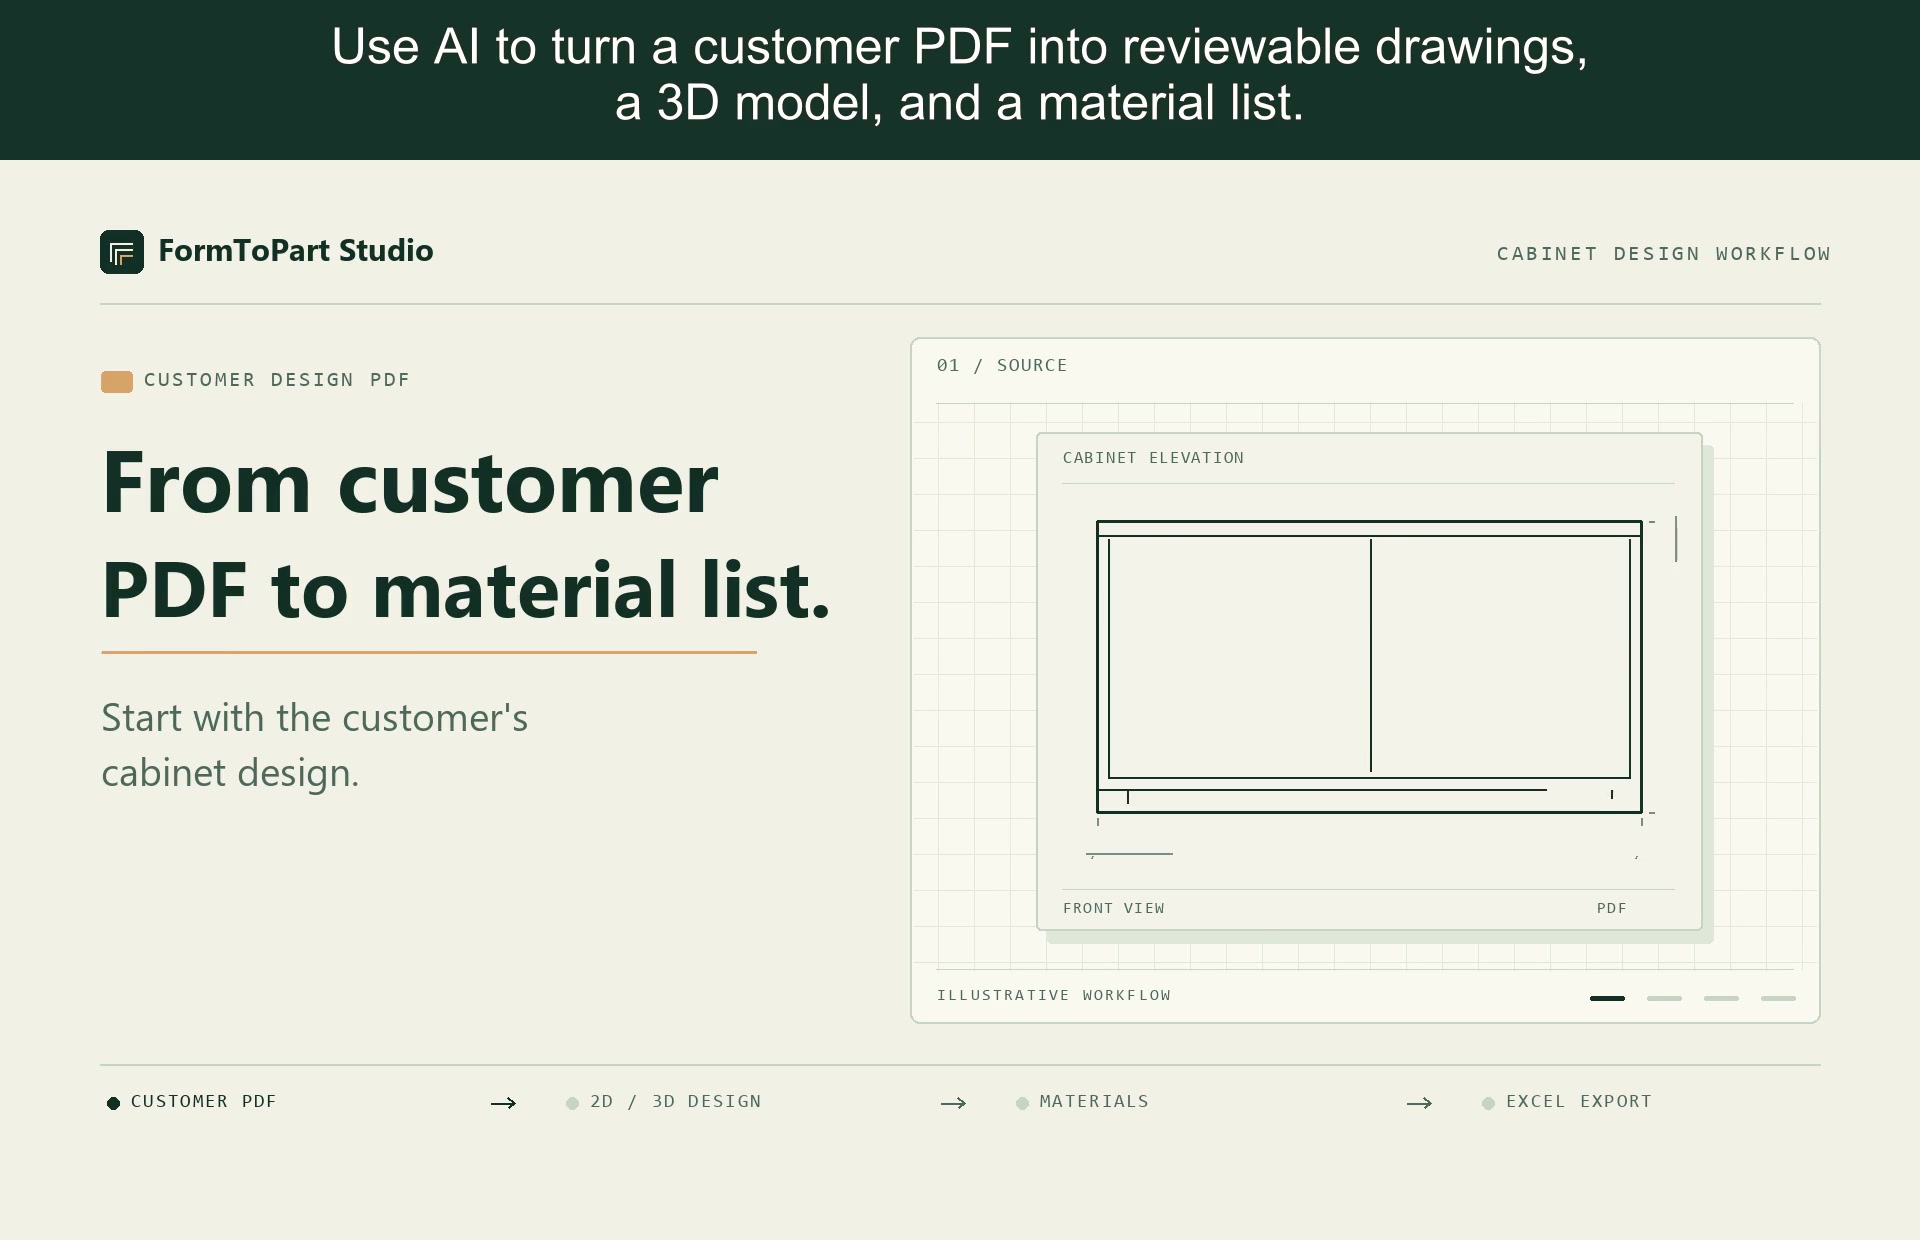 Use AI to turn a customer PDF into reviewable drawings,
a 3D model, and a material list.
FormToPart Studio
CABINET DESIGN WORKFLOW
CUSTOMER DESIGN PDF
From customer
PDF to material list.
Start with the customer's
cabinet design.
01 / SOURCE
CABINET ELEVATION
FRONT VIEW
PDF
ILLUSTRATIVE WORKFLOW
CUSTOMER PDF
2D / 3D DESIGN
MATERIALS
EXCEL EXPORT